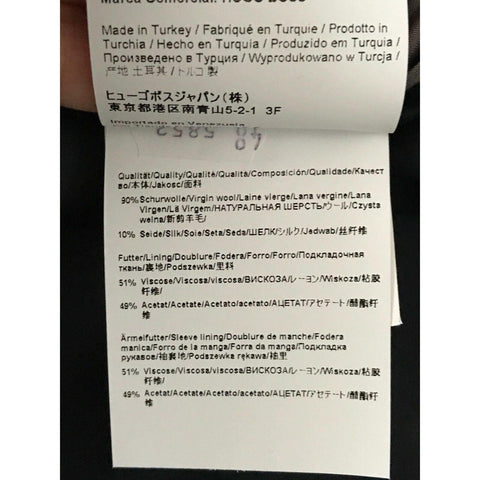 Marca Comercial: HUGO BOSS
Made in Turkey / Fabriqué en Turquie / Prodotto in
Turchia / Hecho en Turquia / Produzido em Turquia /
Произведено в Турция / Wyprodukowano w Turcja /
产地 土耳其 / トルコ 製
ヒューゴボスジャパン(株)
東京都港区南青山5-2-1 3F
Importado en Venezuela
Qualität/Quality/Qualité/Qualità/Composición/Qualidade/Качест
во/本体/Jakosc/面料
90% Schurwolle/Virgin wool/Laine vierge/Lana vergine/Lana
Virgen/Lã Virgem/НАТУРАЛЬНАЯ ШЕРСТЬ/ウール/Czysta
welna/新剪羊毛/
10% Seide/Silk/Soie/Seta/Seda/ШЕЛК/シルク/Jedwab/丝纤维
Futter/Lining/Doublure/Fodera/Forro/Forro/Подкладочная
ткань/裏地/Podszewka/里料
51% Viscose/Viscosa/viscosa/ВИСКОЗА/レーヨン/Wiskoza/粘胶
纤维/
49% Acetat/Acetate/Acetato/acetato/АЦЕТАТ/アセテート/醋酯纤
维
Ärmelfutter/Sleeve lining/Doublure de manche/Fodera
manica/Forro de la manga/Forro da manga/Подкладка
рукавов/袖裏地/Podszewka rękawa/袖里
51% Viscose/Viscosa/viscosa/ВИСКОЗА/レーヨン/Wiskoza/粘胶
纤维/
49% Acetat/Acetate/Acetato/acetato/АЦЕТАТ/アセテート/醋酯纤
维